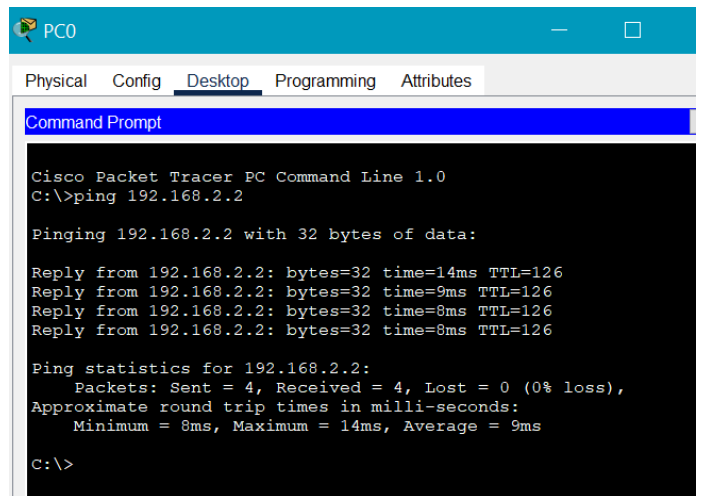 PC0
Physical Config Desktop Programming Attributes
Command Prompt
Cisco Packet Tracer PC Command Line 1.0
C:\>ping 192.168.2.2
Pinging 192.168.2.2 with 32 bytes of data:
Reply from 192.168.2.2: bytes=32 time=14ms TTL=126
Reply from 192.168.2.2: bytes=32 time=9ms TTL=126
Reply from 192.168.2.2: bytes=32 time=8ms TTL=126
Reply from 192.168.2.2: bytes=32 time=8ms TTL=126
Ping statistics for 192.168.2.2:
Packets: Sent = 4, Received = 4, Lost = 0 (0% loss),
Approximate round trip times in milli-seconds:
Minimum = 8ms, Maximum = 14ms, Average = 9ms
C:\>